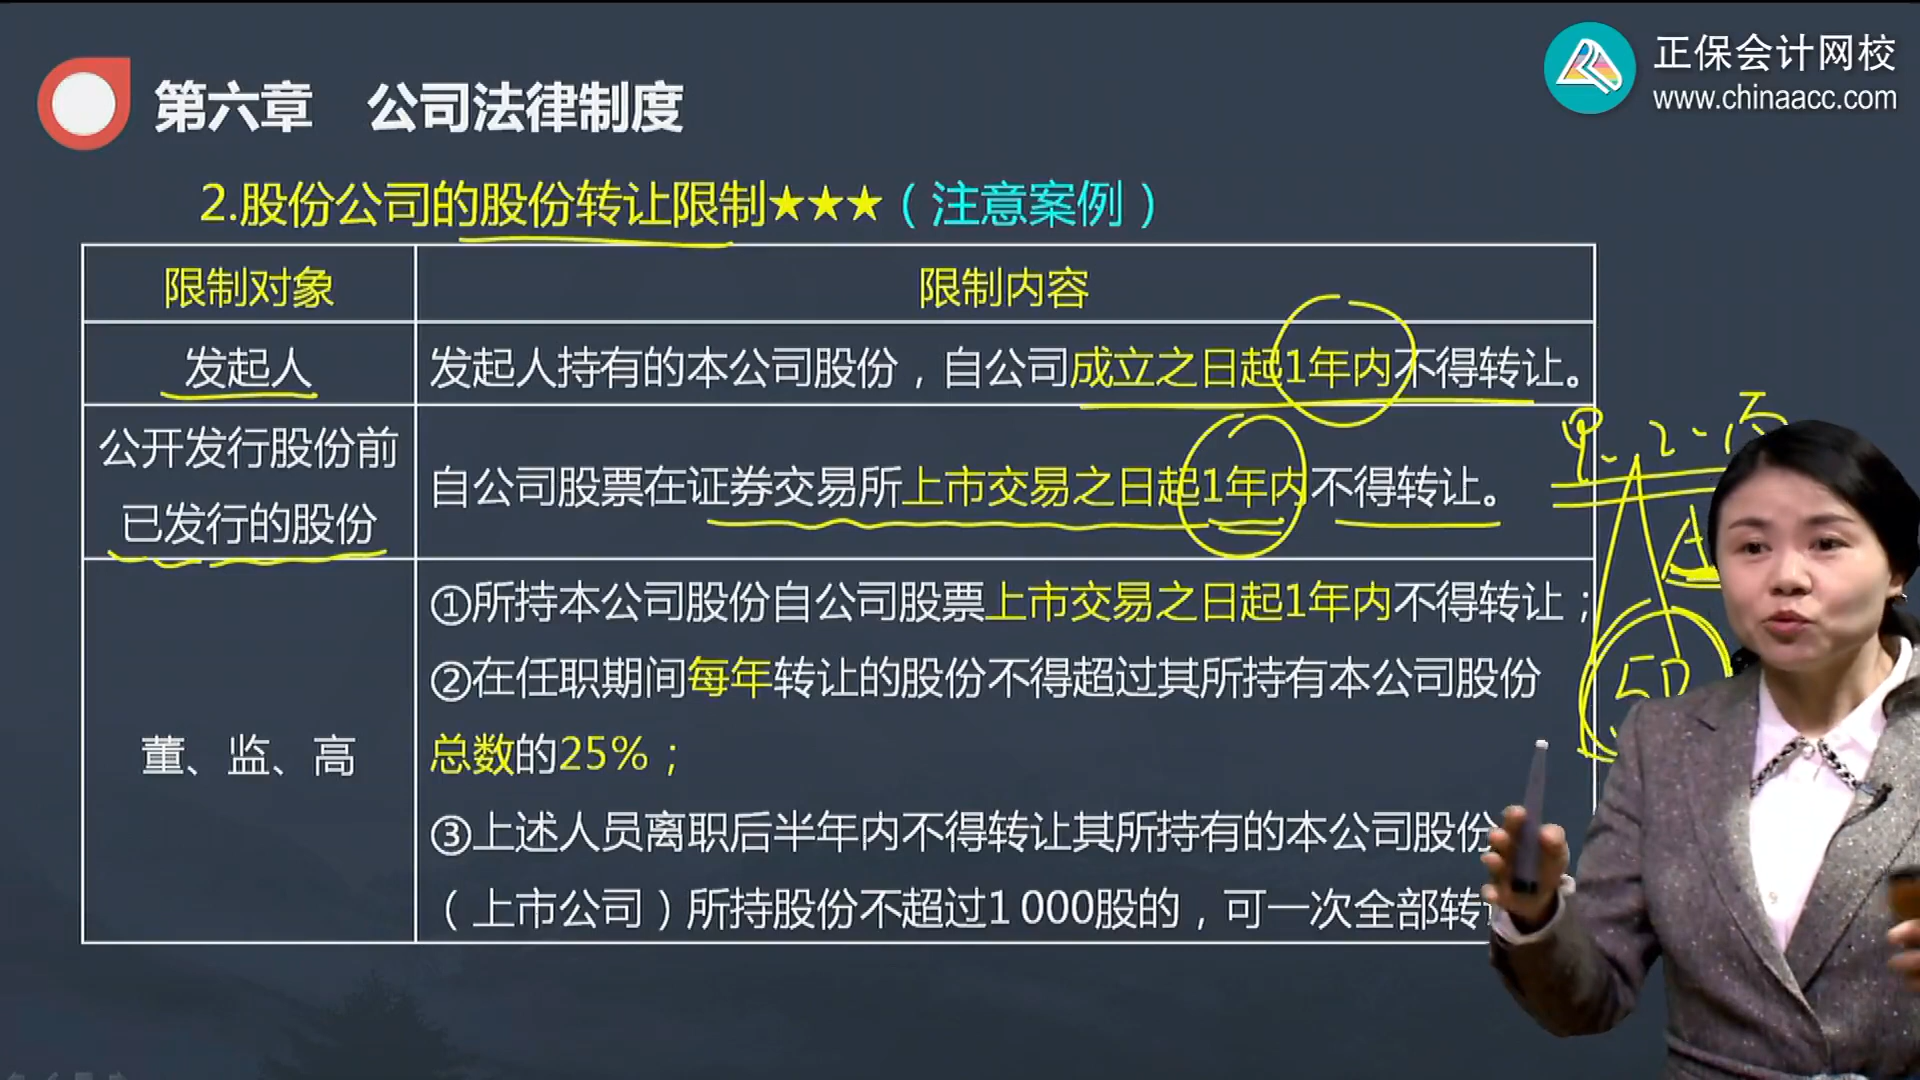 正保会计网校
www.chinaacc.com
第六章 公司法律制度
2.股份公司的股份转让限制★★★（注意案例）
限制对象
限制内容
发起人
发起人持有的本公司股份，自公司成立之日起1年内不得转让。
公开发行股份前
已发行的股份
自公司股票在证券交易所上市交易之日起1年内不得转让。
董、监、高
①所持本公司股份自公司股票上市交易之日起1年内不得转让；
②在任职期间每年转让的股份不得超过其所持有本公司股份
总数的25%；
③上述人员离职后半年内不得转让其所持有的本公司股份
（上市公司）所持股份不超过1 000股的，可一次全部转
甲、乙、丙